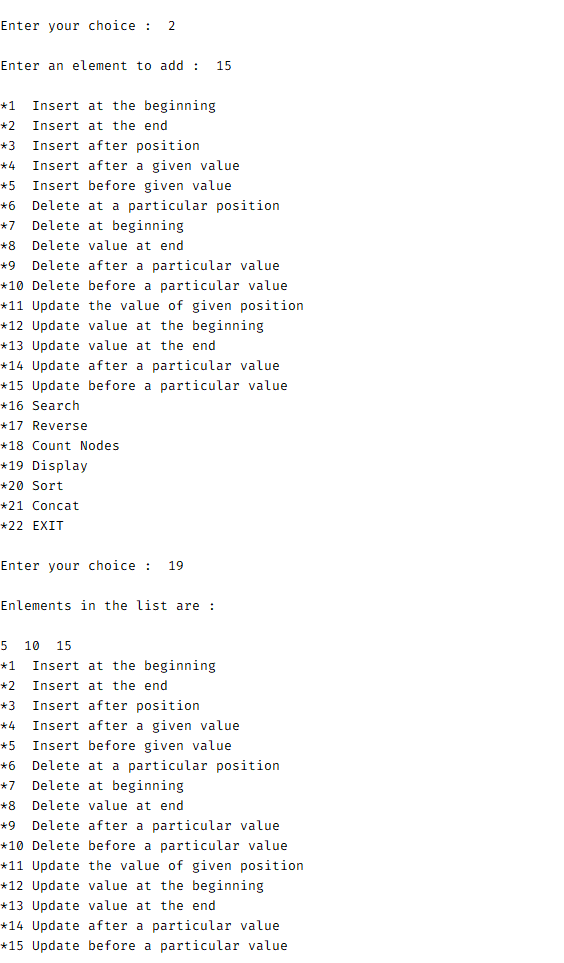 Enter your choice :  2
Enter an element to add :  15
*1  Insert at the beginning
*2  Insert at the end
*3  Insert after position
*4  Insert after a given value
*5  Insert before given value
*6  Delete at a particular position
*7  Delete at beginning
*8  Delete value at end
*9  Delete after a particular value
*10 Delete before a particular value
*11 Update the value of given position
*12 Update value at the beginning
*13 Update value at the end
*14 Update after a particular value
*15 Update before a particular value
*16 Search
*17 Reverse
*18 Count Nodes
*19 Display
*20 Sort
*21 Concat
*22 EXIT
Enter your choice :  19
Enlements in the list are :
5  10  15
*1  Insert at the beginning
*2  Insert at the end
*3  Insert after position
*4  Insert after a given value
*5  Insert before given value
*6  Delete at a particular position
*7  Delete at beginning
*8  Delete value at end
*9  Delete after a particular value
*10 Delete before a particular value
*11 Update the value of given position
*12 Update value at the beginning
*13 Update value at the end
*14 Update after a particular value
*15 Update before a particular value